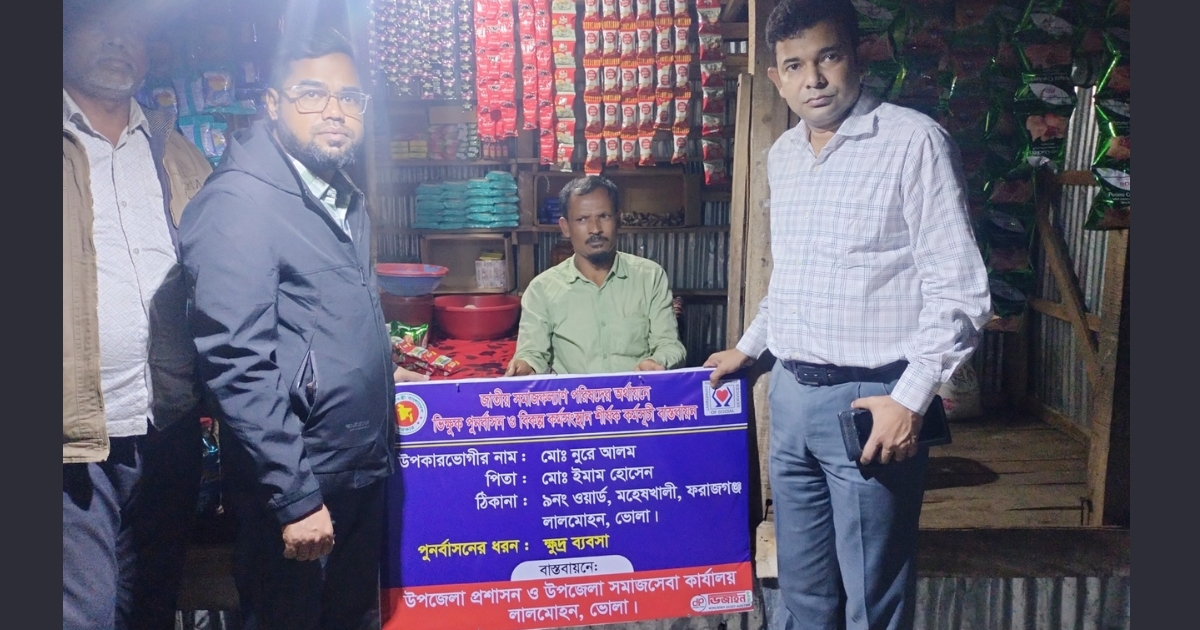 জাতীয় সমাজকল্যাণ পরিষদের অর্থায়নে
ভিক্ষুক পুনর্বাসন ও বিকল্প কর্মসংস্থান শীর্ষক কর্মসূচী বাস্তবায়ন
উপকারভোগীর নাম : মোঃ নুরে আলম
পিতা : মোঃ ইমাম হোসেন
ঠিকানা : ৯নং ওয়ার্ড, মহেষখালী, ফরাজগঞ্জ
লালমোহন, ভোলা।
পুনর্বাসনের ধরন : ক্ষুদ্র ব্যবসা
বাস্তবায়নে:
উপজেলা প্রশাসন ও উপজেলা সমাজসেবা কার্যালয়
লালমোহন, ভোলা।
ডিজাইন